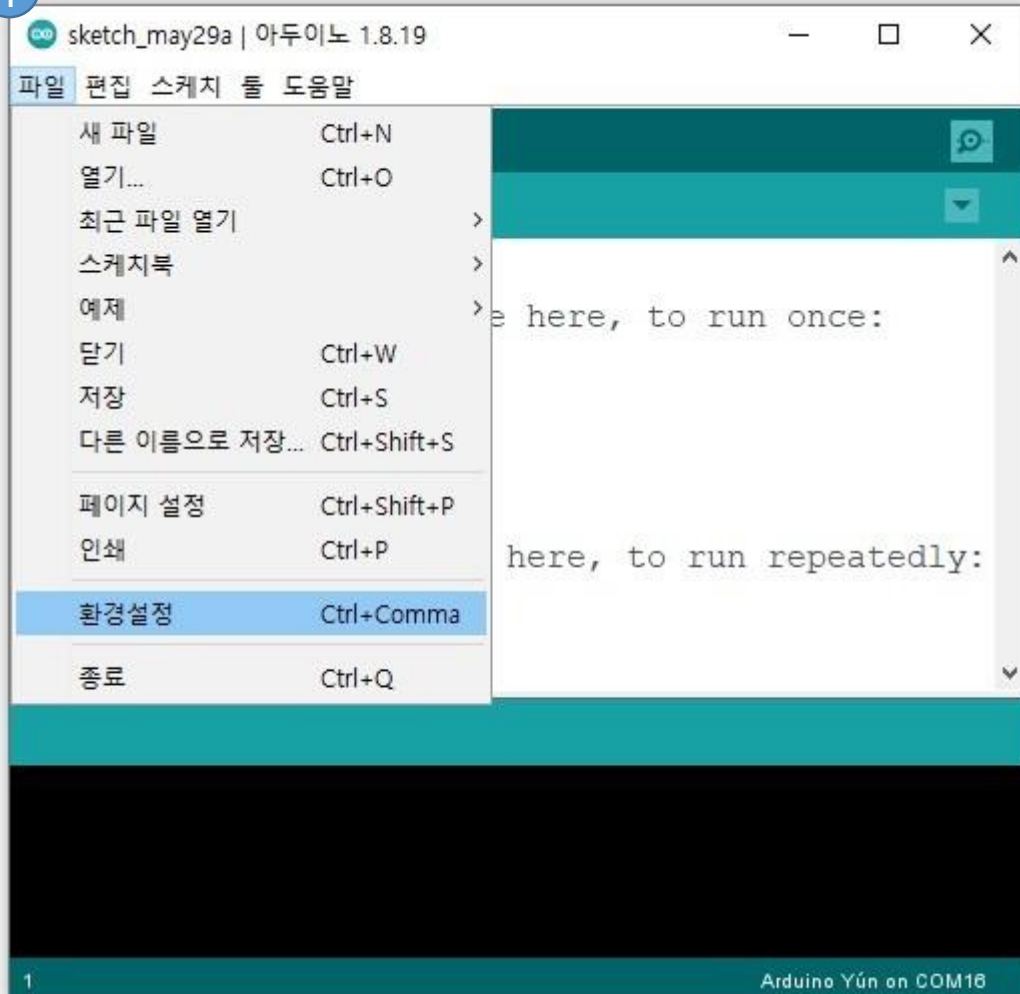 1
sketch_may29a | 아두이노 1.8.19
파일 편집 스케치 툴 도움말
새 파일 Ctrl+N
열기... Ctrl+O
최근 파일 열기
스케치북
예제
e here, to run once:
닫기 Ctrl+W
저장 Ctrl+S
다른 이름으로 저장... Ctrl+Shift+S
페이지 설정 Ctrl+Shift+P
인쇄 Ctrl+P
here, to run repeatedly:
환경설정 Ctrl+Comma
종료 Ctrl+Q
1 Arduino Yún on COM16